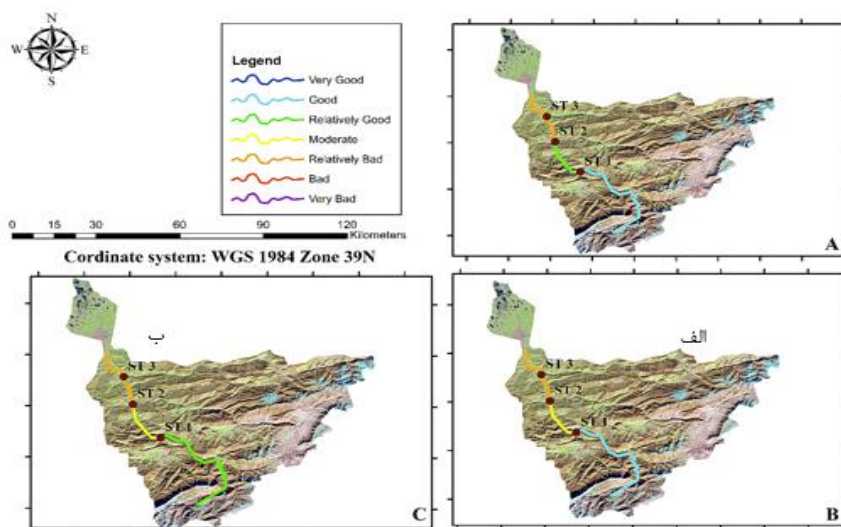 N
W E
S
Legend
Very Good
Good
Relatively Good
Moderate
Relatively Bad
Bad
Very Bad
0 15 30 60 90 120
Kilometers
Cordinate system: WGS 1984 Zone 39N
ST 3
ST 2
ST 1
A
ب
ST 3
ST 2
ST 1
C
الف
ST 3
ST 2
ST 1
B